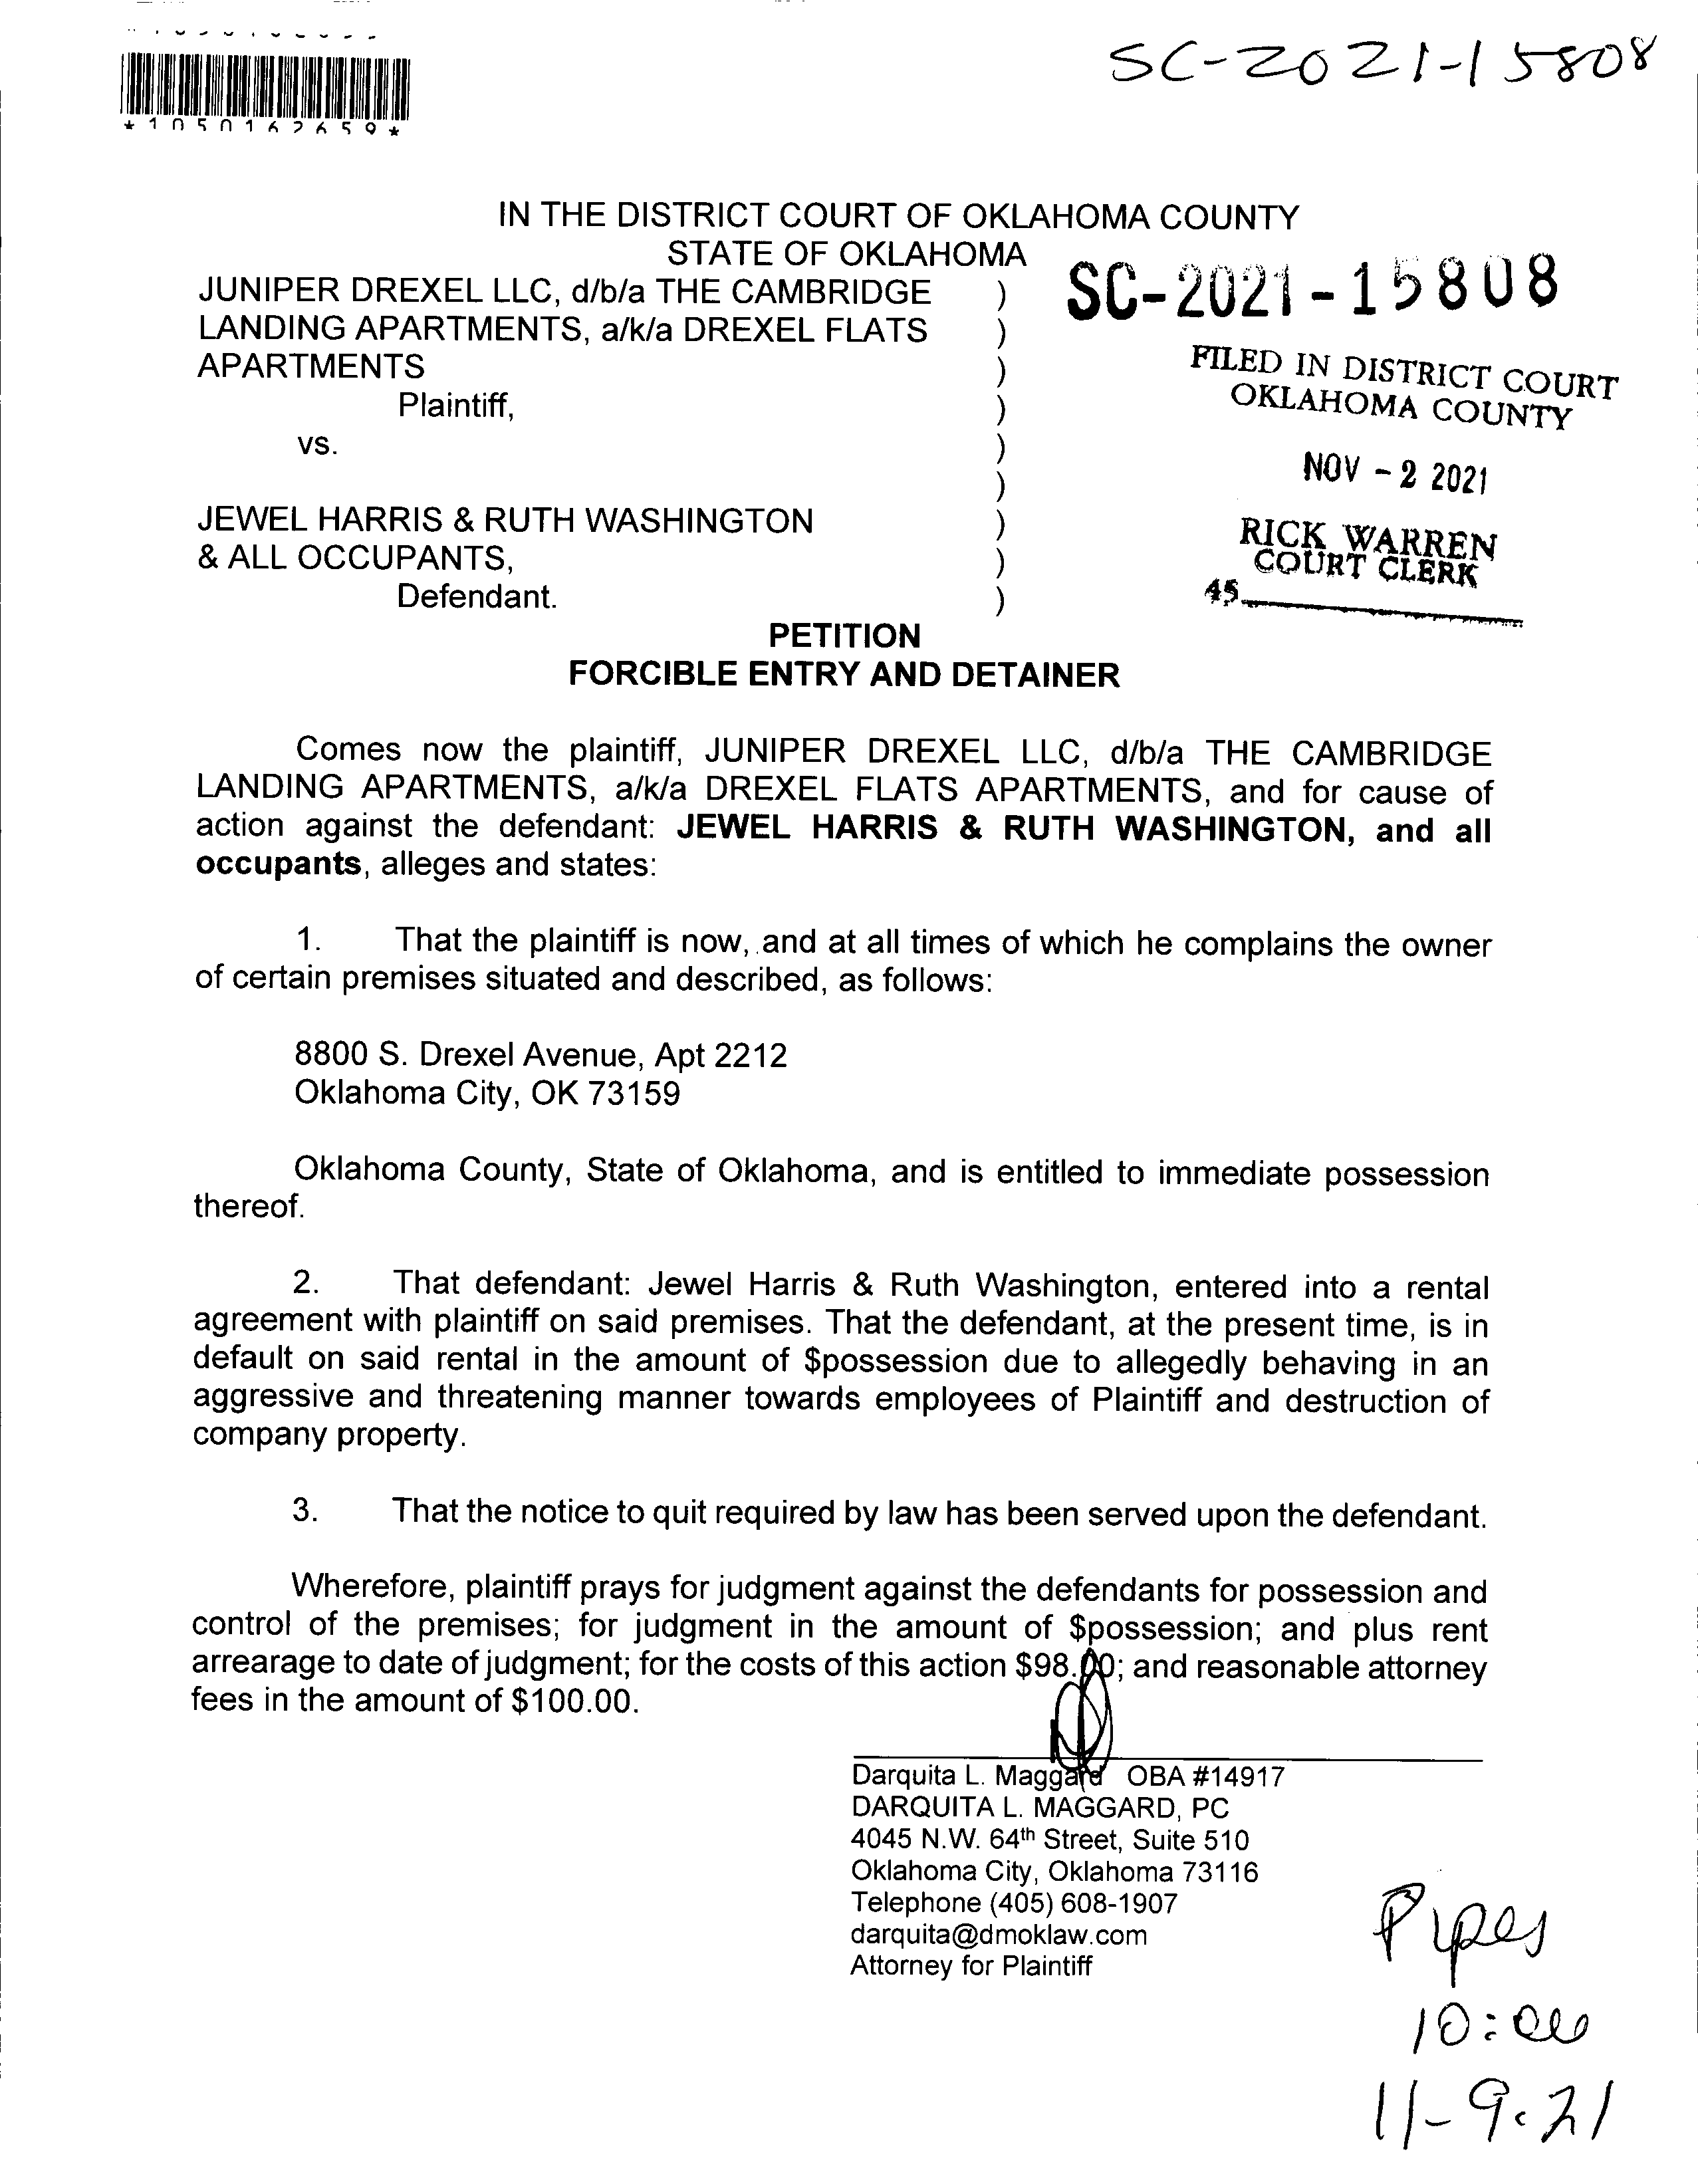 SC-2021-15808
*1050162659*
IN THE DISTRICT COURT OF OKLAHOMA COUNTY
STATE OF OKLAHOMA
JUNIPER DREXEL LLC, d/b/a THE CAMBRIDGE )
LANDING APARTMENTS, a/k/a DREXEL FLATS )
APARTMENTS )
Plaintiff, )
vs. )
)
JEWEL HARRIS & RUTH WASHINGTON )
& ALL OCCUPANTS, )
Defendant. )
SC-2021-15808
FILED IN DISTRICT COURT
OKLAHOMA COUNTY
NOV - 2 2021
RICK WARREN
COURT CLERK
45
PETITION
FORCIBLE ENTRY AND DETAINER
Comes now the plaintiff, JUNIPER DREXEL LLC, d/b/a THE CAMBRIDGE
LANDING APARTMENTS, a/k/a DREXEL FLATS APARTMENTS, and for cause of
action against the defendant: JEWEL HARRIS & RUTH WASHINGTON, and all
occupants, alleges and states:
1. That the plaintiff is now, and at all times of which he complains the owner
of certain premises situated and described, as follows:
8800 S. Drexel Avenue, Apt 2212
Oklahoma City, OK 73159
Oklahoma County, State of Oklahoma, and is entitled to immediate possession
thereof.
2. That defendant: Jewel Harris & Ruth Washington, entered into a rental
agreement with plaintiff on said premises. That the defendant, at the present time, is in
default on said rental in the amount of $possession due to allegedly behaving in an
aggressive and threatening manner towards employees of Plaintiff and destruction of
company property.
3. That the notice to quit required by law has been served upon the defendant.
Wherefore, plaintiff prays for judgment against the defendants for possession and
control of the premises; for judgment in the amount of $possession; and plus rent
arrearage to date of judgment; for the costs of this action $98.00; and reasonable attorney
fees in the amount of $100.00.
Darquita L. Maggard OBA #14917
DARQUITA L. MAGGARD, PC
4045 N.W. 64th Street, Suite 510
Oklahoma City, Oklahoma 73116
Telephone (405) 608-1907
darquita@dmoklaw.com
Attorney for Plaintiff
Pipes
10:00
11-9-21